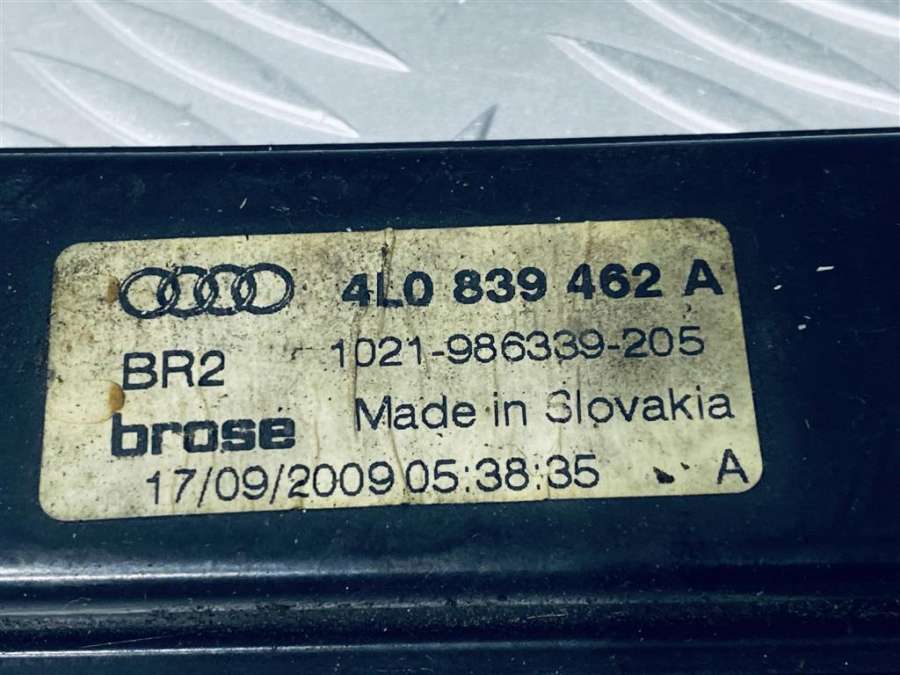 4L0 839 462 A
BR2 1021-986339-205
brose Made in Slovakia
17/09/2009 05:38:35 A